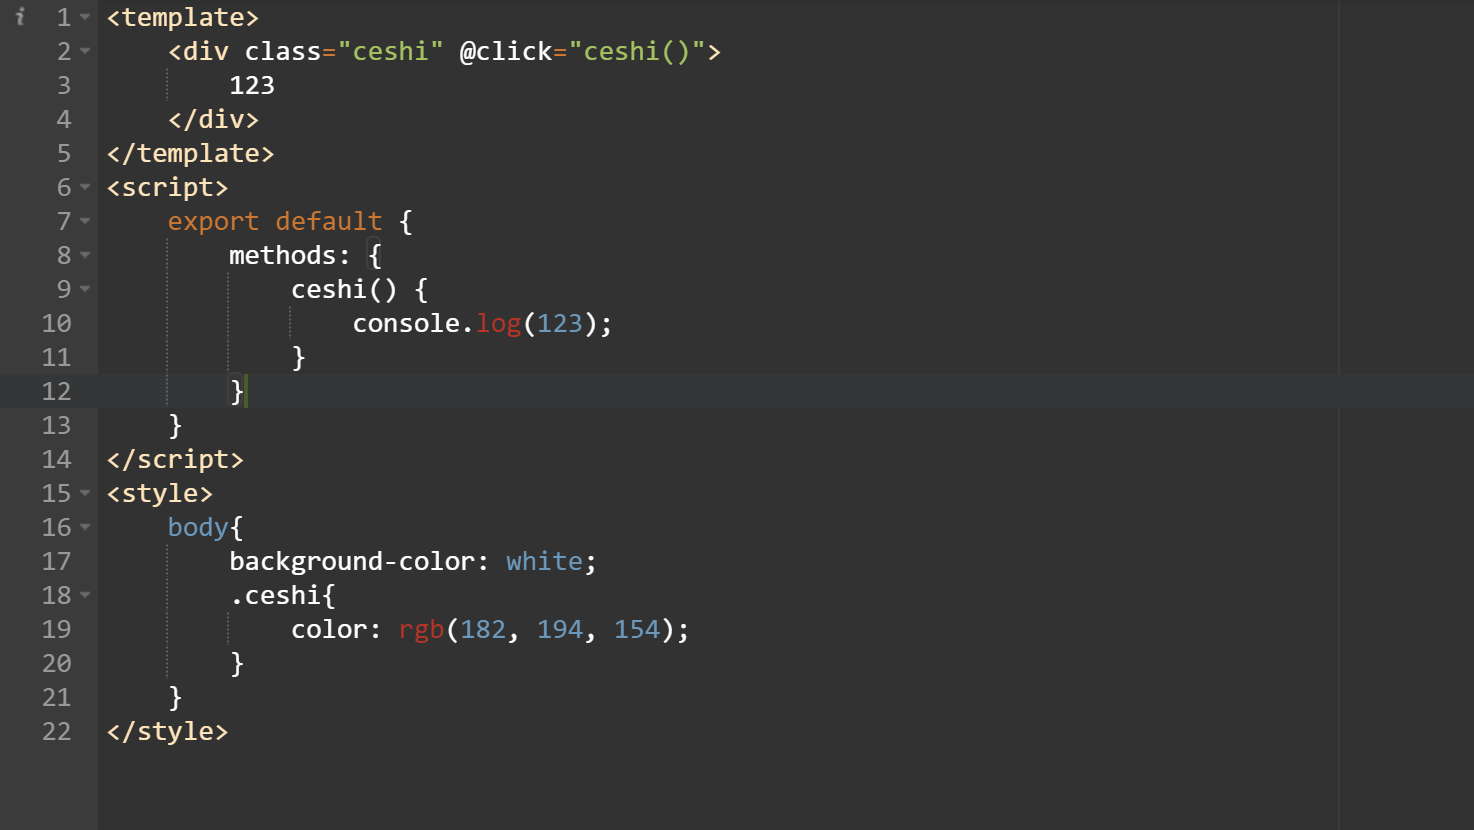 1 <template>
2     <div class="ceshi" @click="ceshi()">
3         123
4     </div>
5 </template>
6 <script>
7     export default {
8         methods: {
9             ceshi() {
10                 console.log(123);
11             }
12         }
13     }
14 </script>
15 <style>
16     body{
17         background-color: white;
18         .ceshi{
19             color: rgb(182, 194, 154);
20         }
21     }
22 </style>